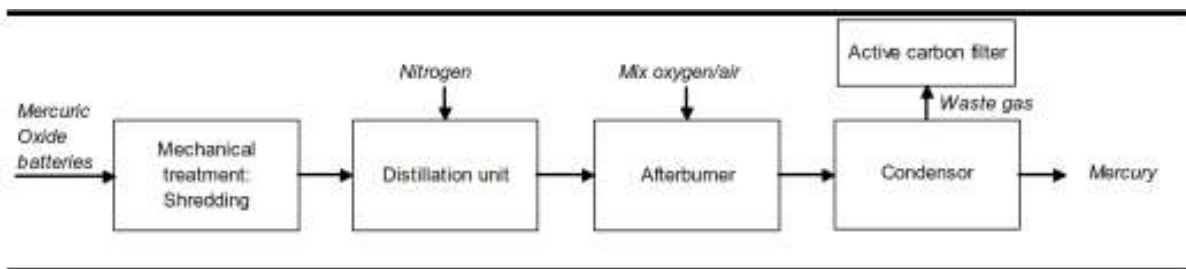 Active carbon filter
Nitrogen
Mix oxygen/air
Waste gas
Mercuric
Oxide
batteries
Mechanical
treatment:
Shredding
Distillation unit
Afterburner
Condensor
Mercury